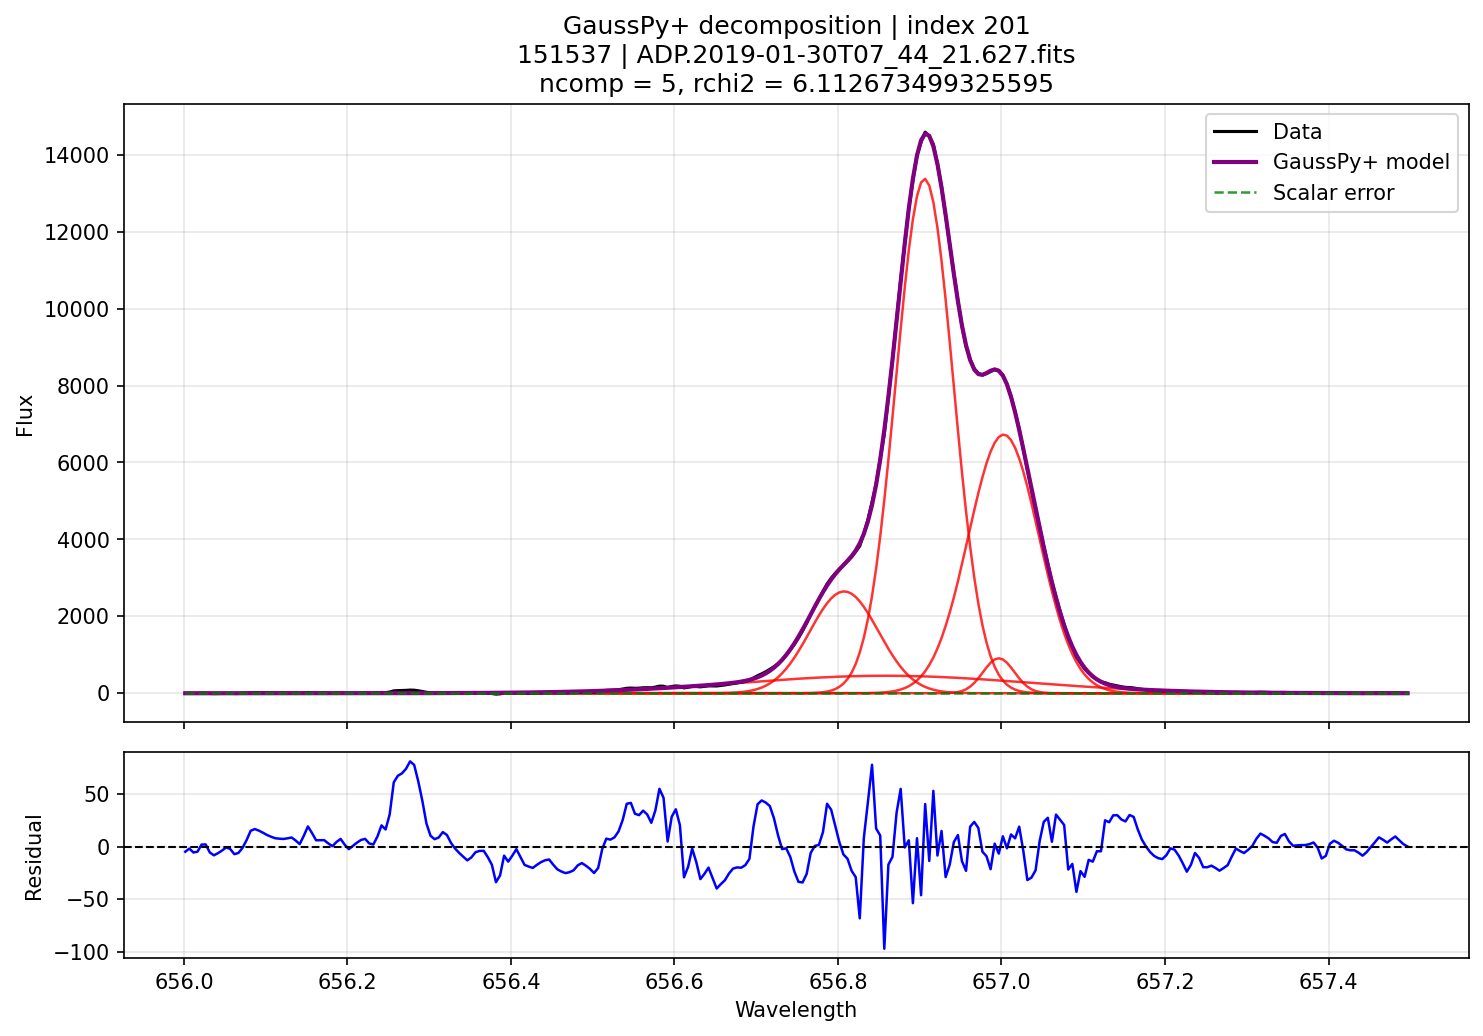 GaussPy+ decomposition | index 201
151537 | ADP.2019-01-30T07_44_21.627.fits
ncomp = 5, rchi2 = 6.112673499325595
Data
GaussPy+ model
Scalar error
14000
12000
10000
8000
6000
4000
2000
0
Flux
50
0
−50
−100
Residual
656.0 656.2 656.4 656.6 656.8 657.0 657.2 657.4
Wavelength